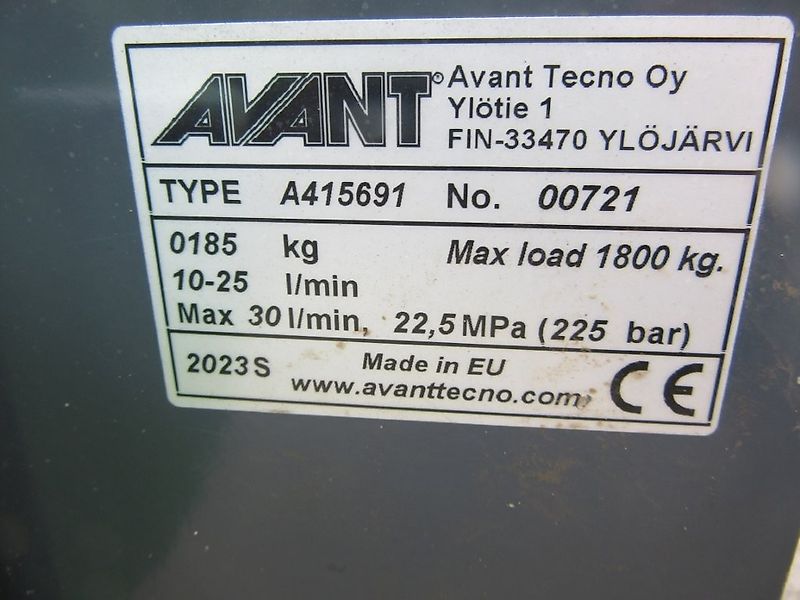 AVANT® Avant Tecno Oy
Ylötie 1
FIN-33470 YLÖJÄRVI
TYPE A415691 No. 00721
0185 kg Max load 1800 kg.
10-25 l/min
Max 30 l/min, 22,5 MPa (225 bar)
2023 S Made in EU
www.avanttecno.com CE